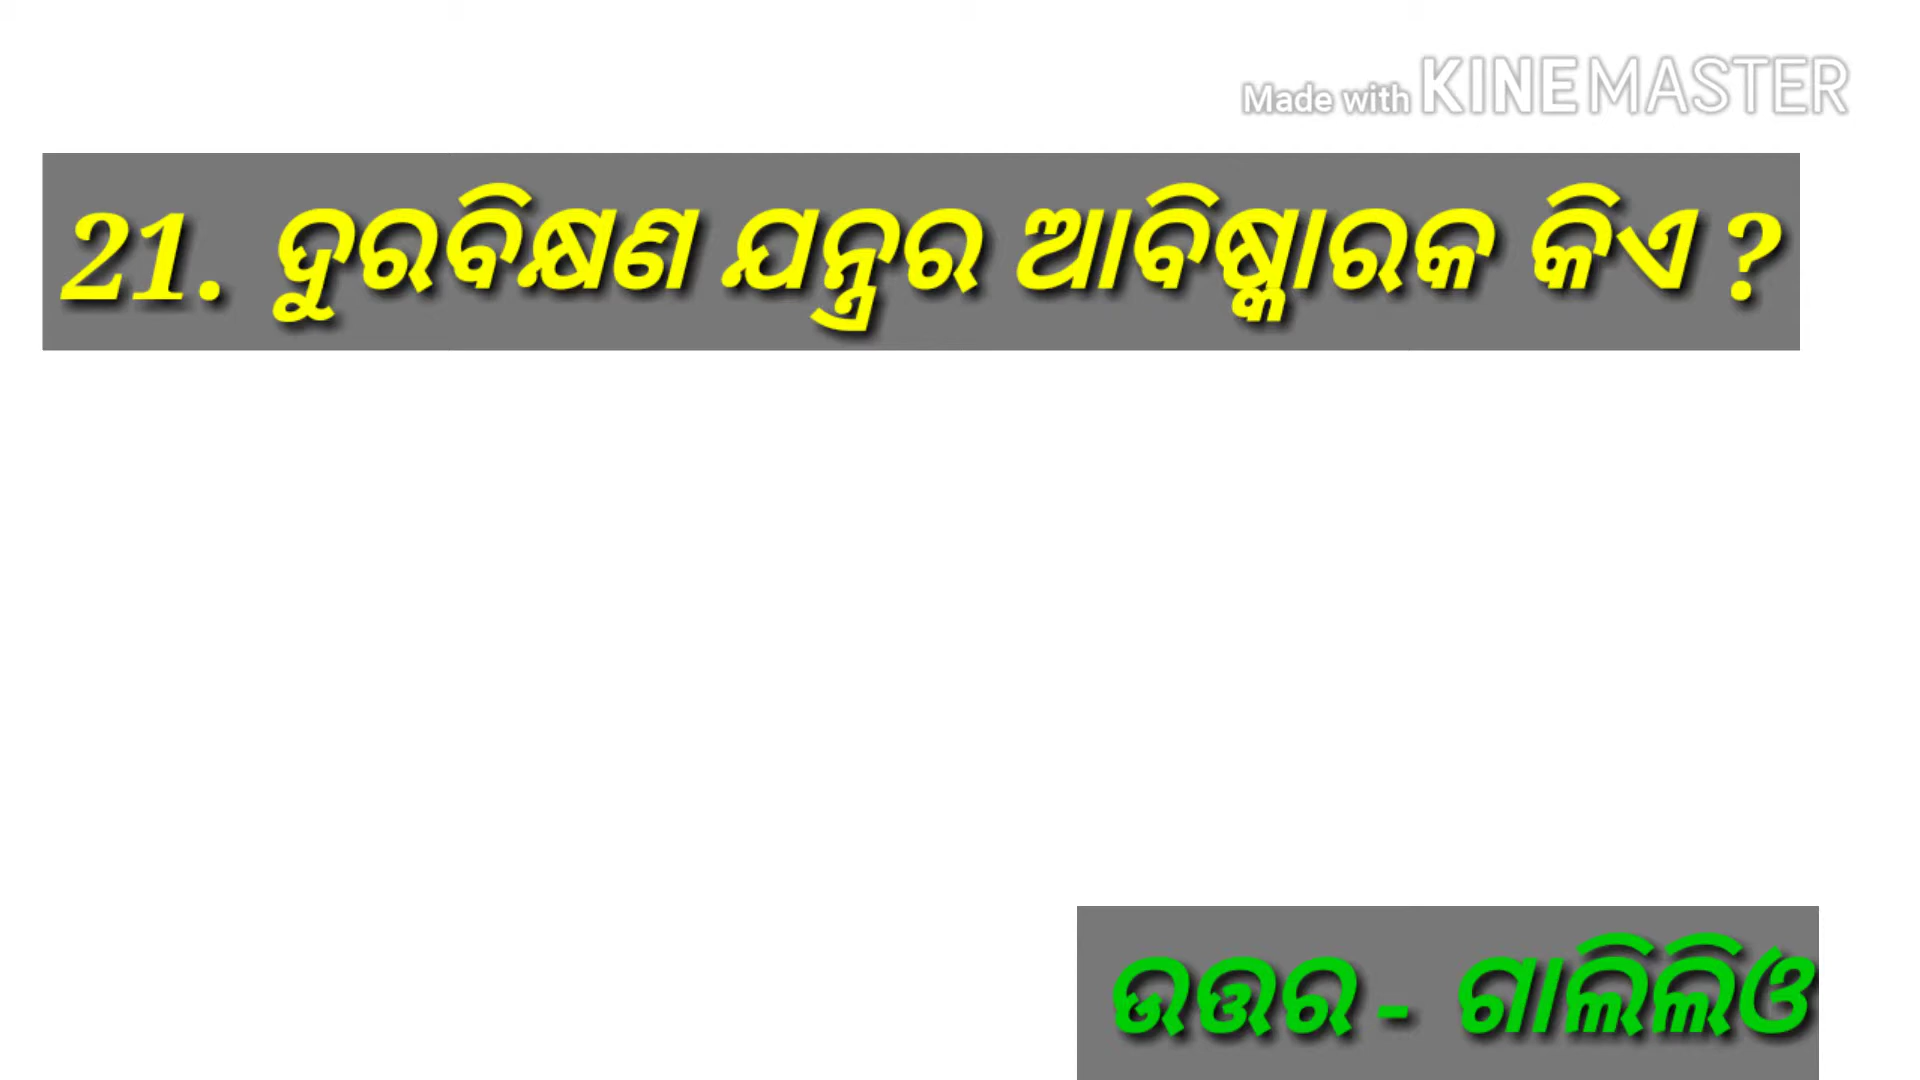 Made with KINEMASTER
21. ଦୁରବିକ୍ଷଣ ଯନ୍ତ୍ରର ଆବିଷ୍କାରକ କିଏ ?
ଉତ୍ତର - ଗାଲିଲିଓ